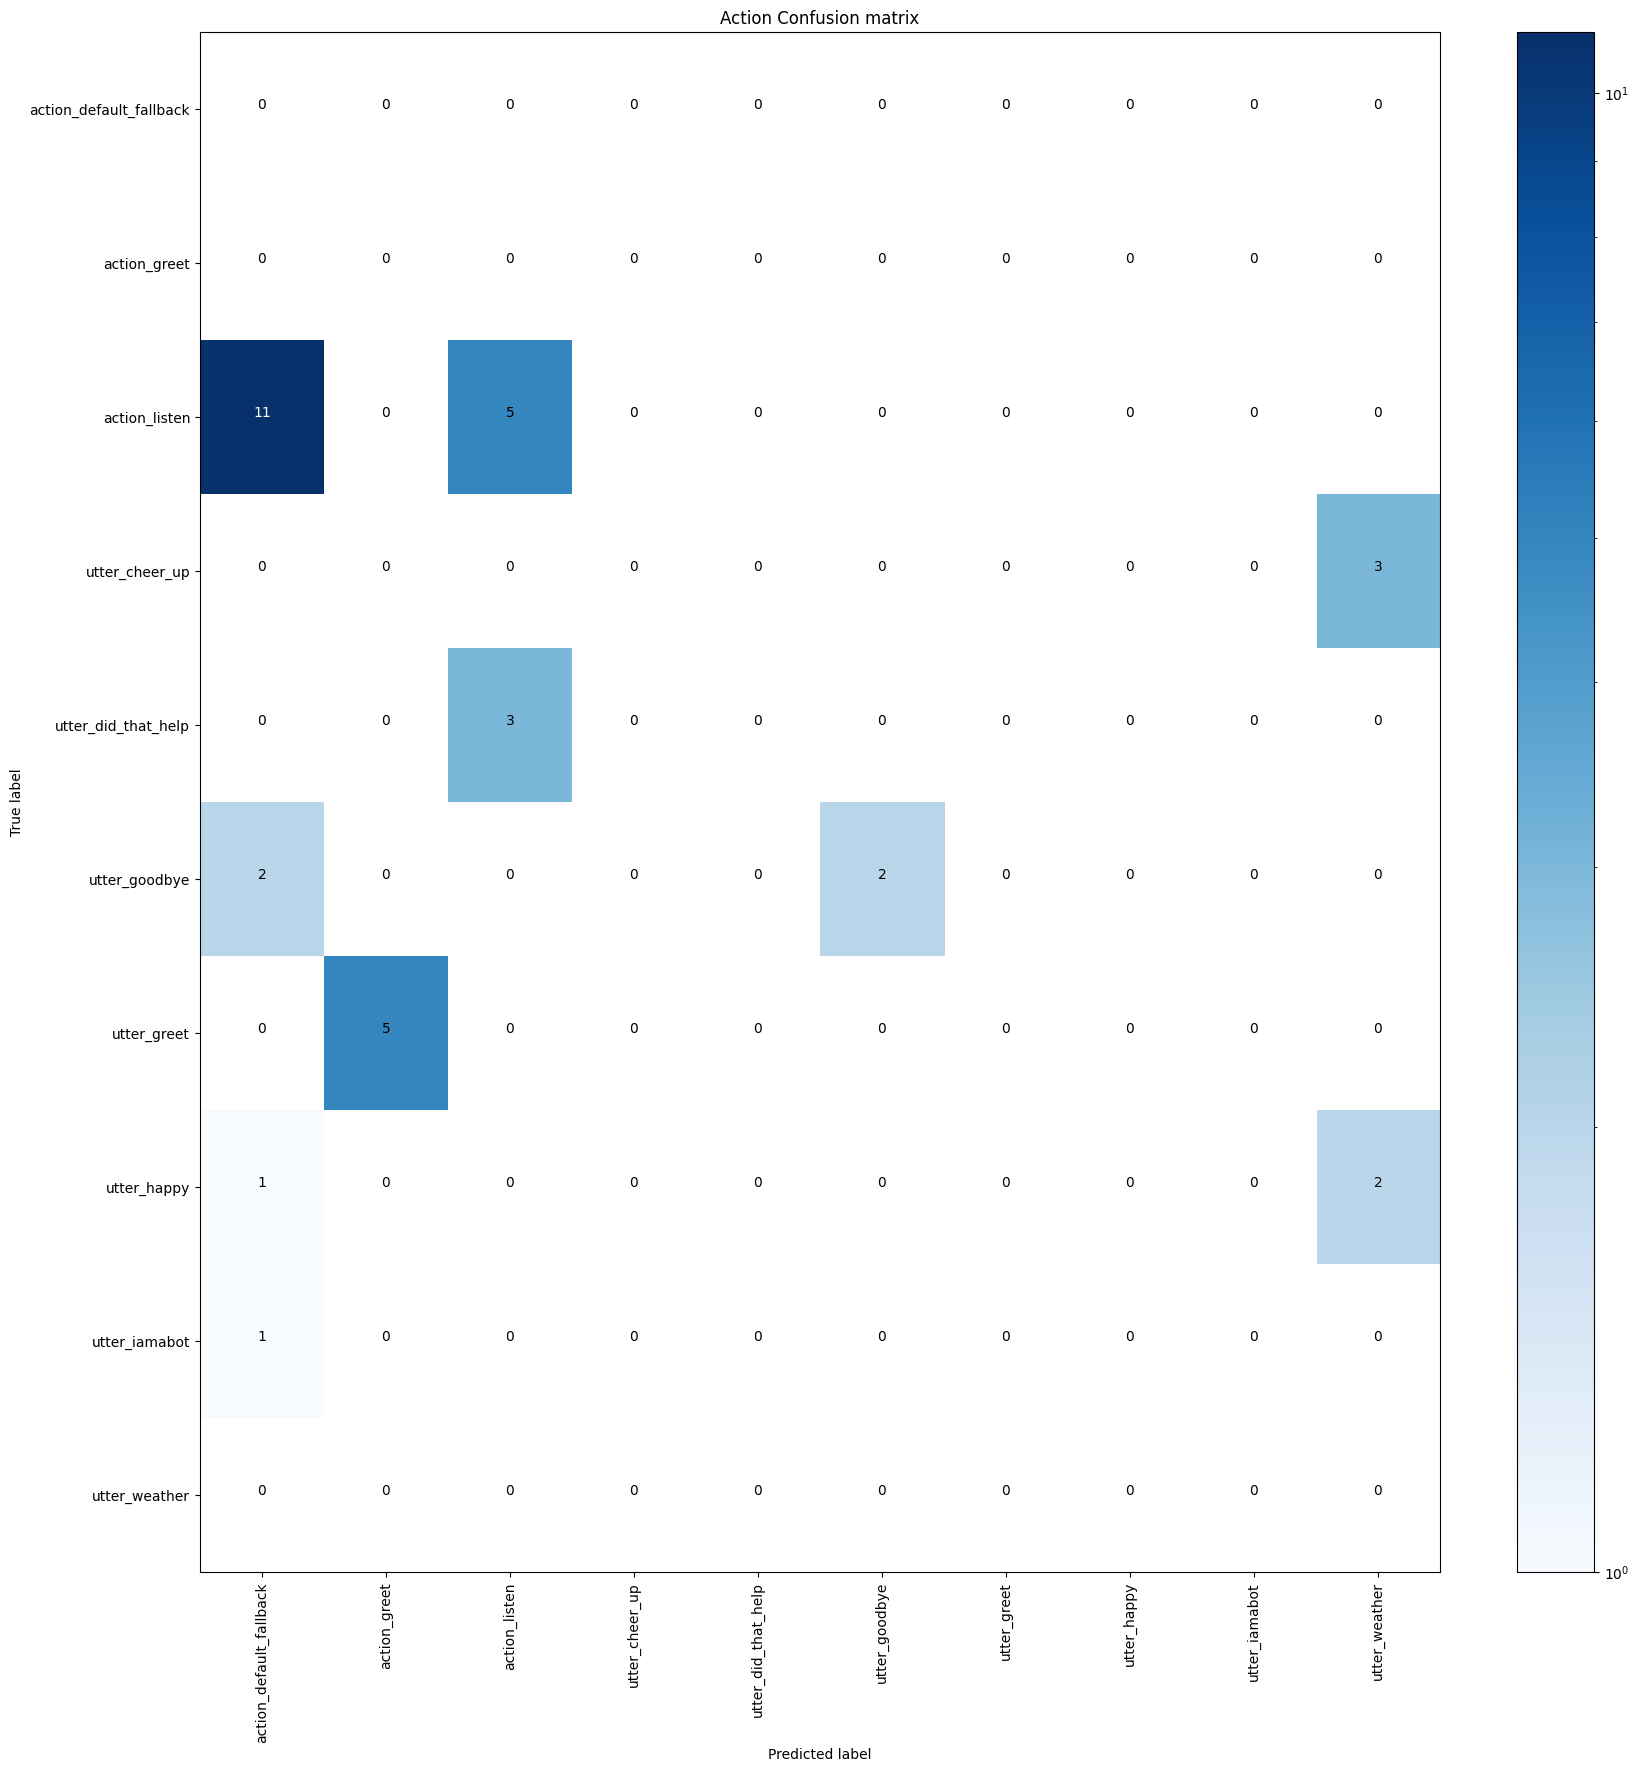 Action Confusion matrix
action_default_fallback 0 0 0 0 0 0 0 0 0 0
action_greet 0 0 0 0 0 0 0 0 0 0
action_listen 11 0 5 0 0 0 0 0 0 0
utter_cheer_up 0 0 0 0 0 0 0 0 0 3
utter_did_that_help 0 0 3 0 0 0 0 0 0 0
utter_goodbye 2 0 0 0 0 2 0 0 0 0
utter_greet 0 5 0 0 0 0 0 0 0 0
utter_happy 1 0 0 0 0 0 0 0 0 2
utter_iamabot 1 0 0 0 0 0 0 0 0 0
utter_weather 0 0 0 0 0 0 0 0 0 0
True label
action_default_fallback
action_greet
action_listen
utter_cheer_up
utter_did_that_help
utter_goodbye
utter_greet
utter_happy
utter_iamabot
utter_weather
Predicted label
10¹
10⁰